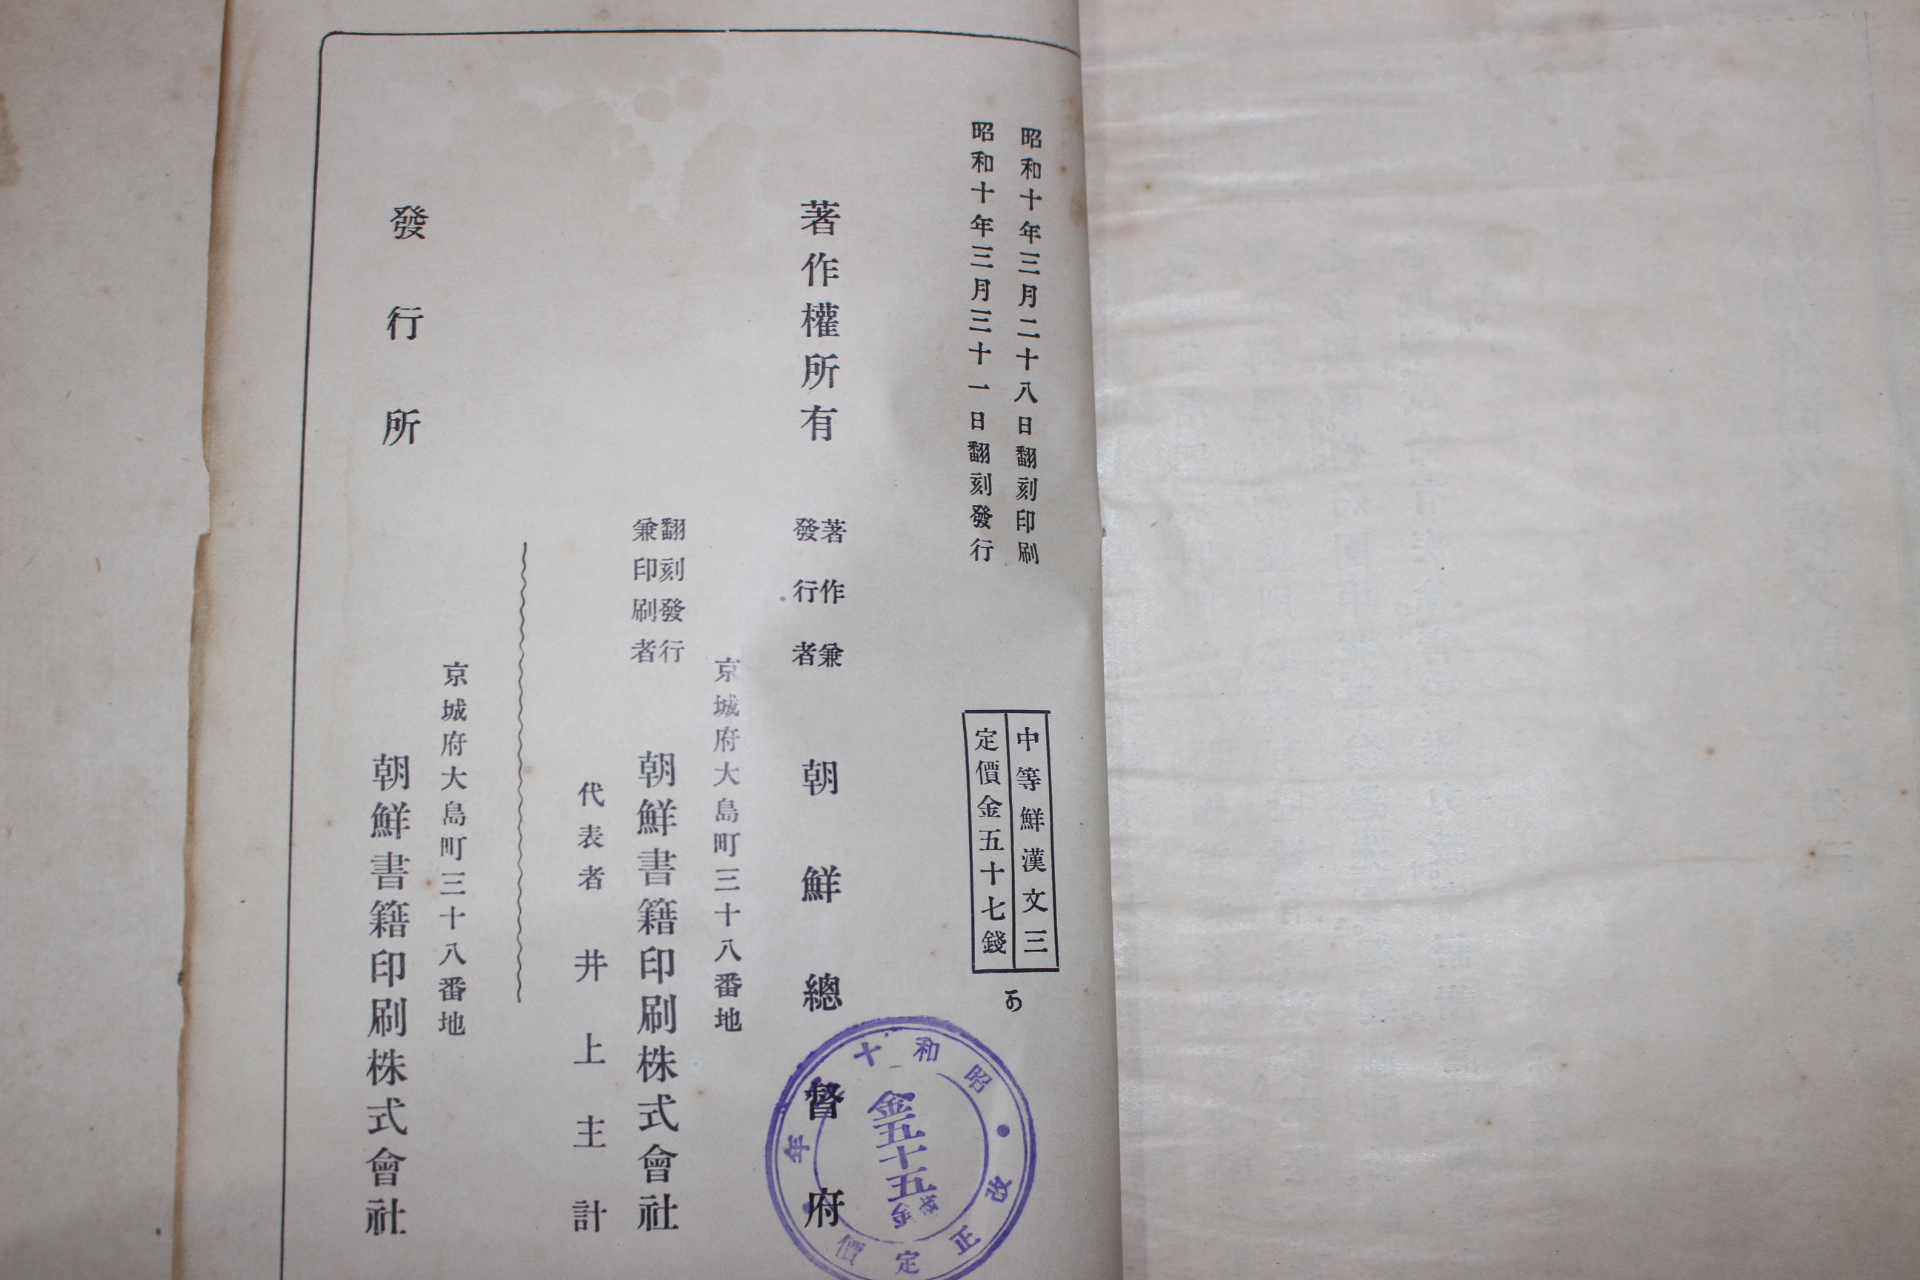 昭和十年三月二十八日翻刻印刷
昭和十年三月三十一日翻刻發行
中等鮮漢文三
定價金五十七錢
著作權所有
著作兼
發行者
朝鮮總督府
京城府大島町三十八番地
翻刻發行
兼印刷者
朝鮮書籍印刷株式會社
代表者 井上主計
京城府大島町三十八番地
發行所
朝鮮書籍印刷株式會社
昭和十年
改正定價
金五十五錢